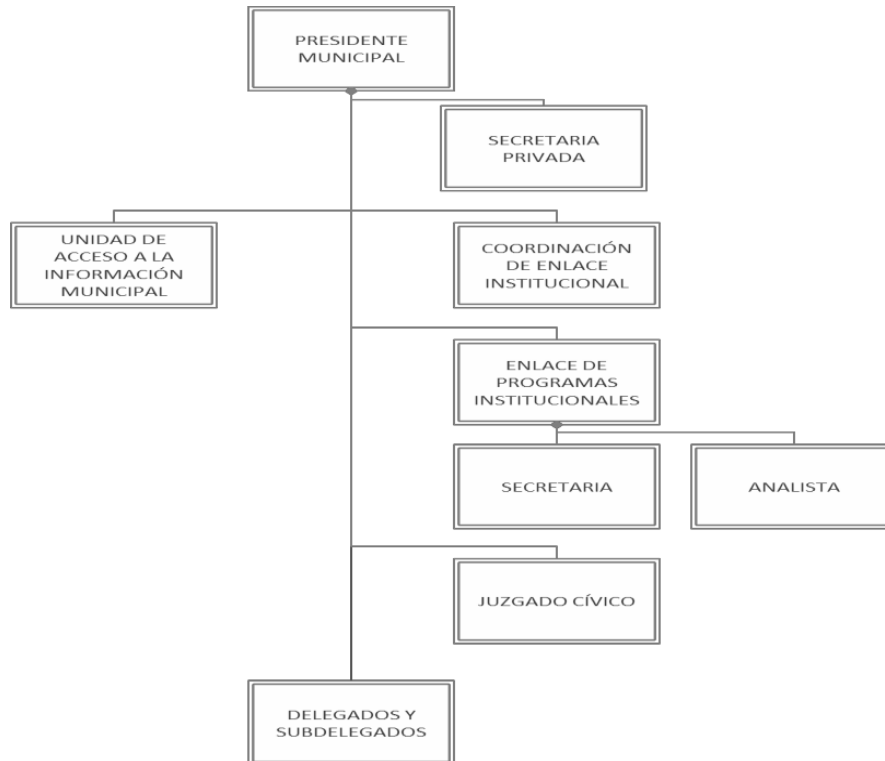 PRESIDENTE
MUNICIPAL
SECRETARIA
PRIVADA
UNIDAD DE
ACCESO A LA
INFORMACIÓN
MUNICIPAL
COORDINACIÓN
DE ENLACE
INSTITUCIONAL
ENLACE DE
PROGRAMAS
INSTITUCIONALES
SECRETARIA
ANALISTA
JUZGADO CÍVICO
DELEGADOS Y
SUBDELEGADOS